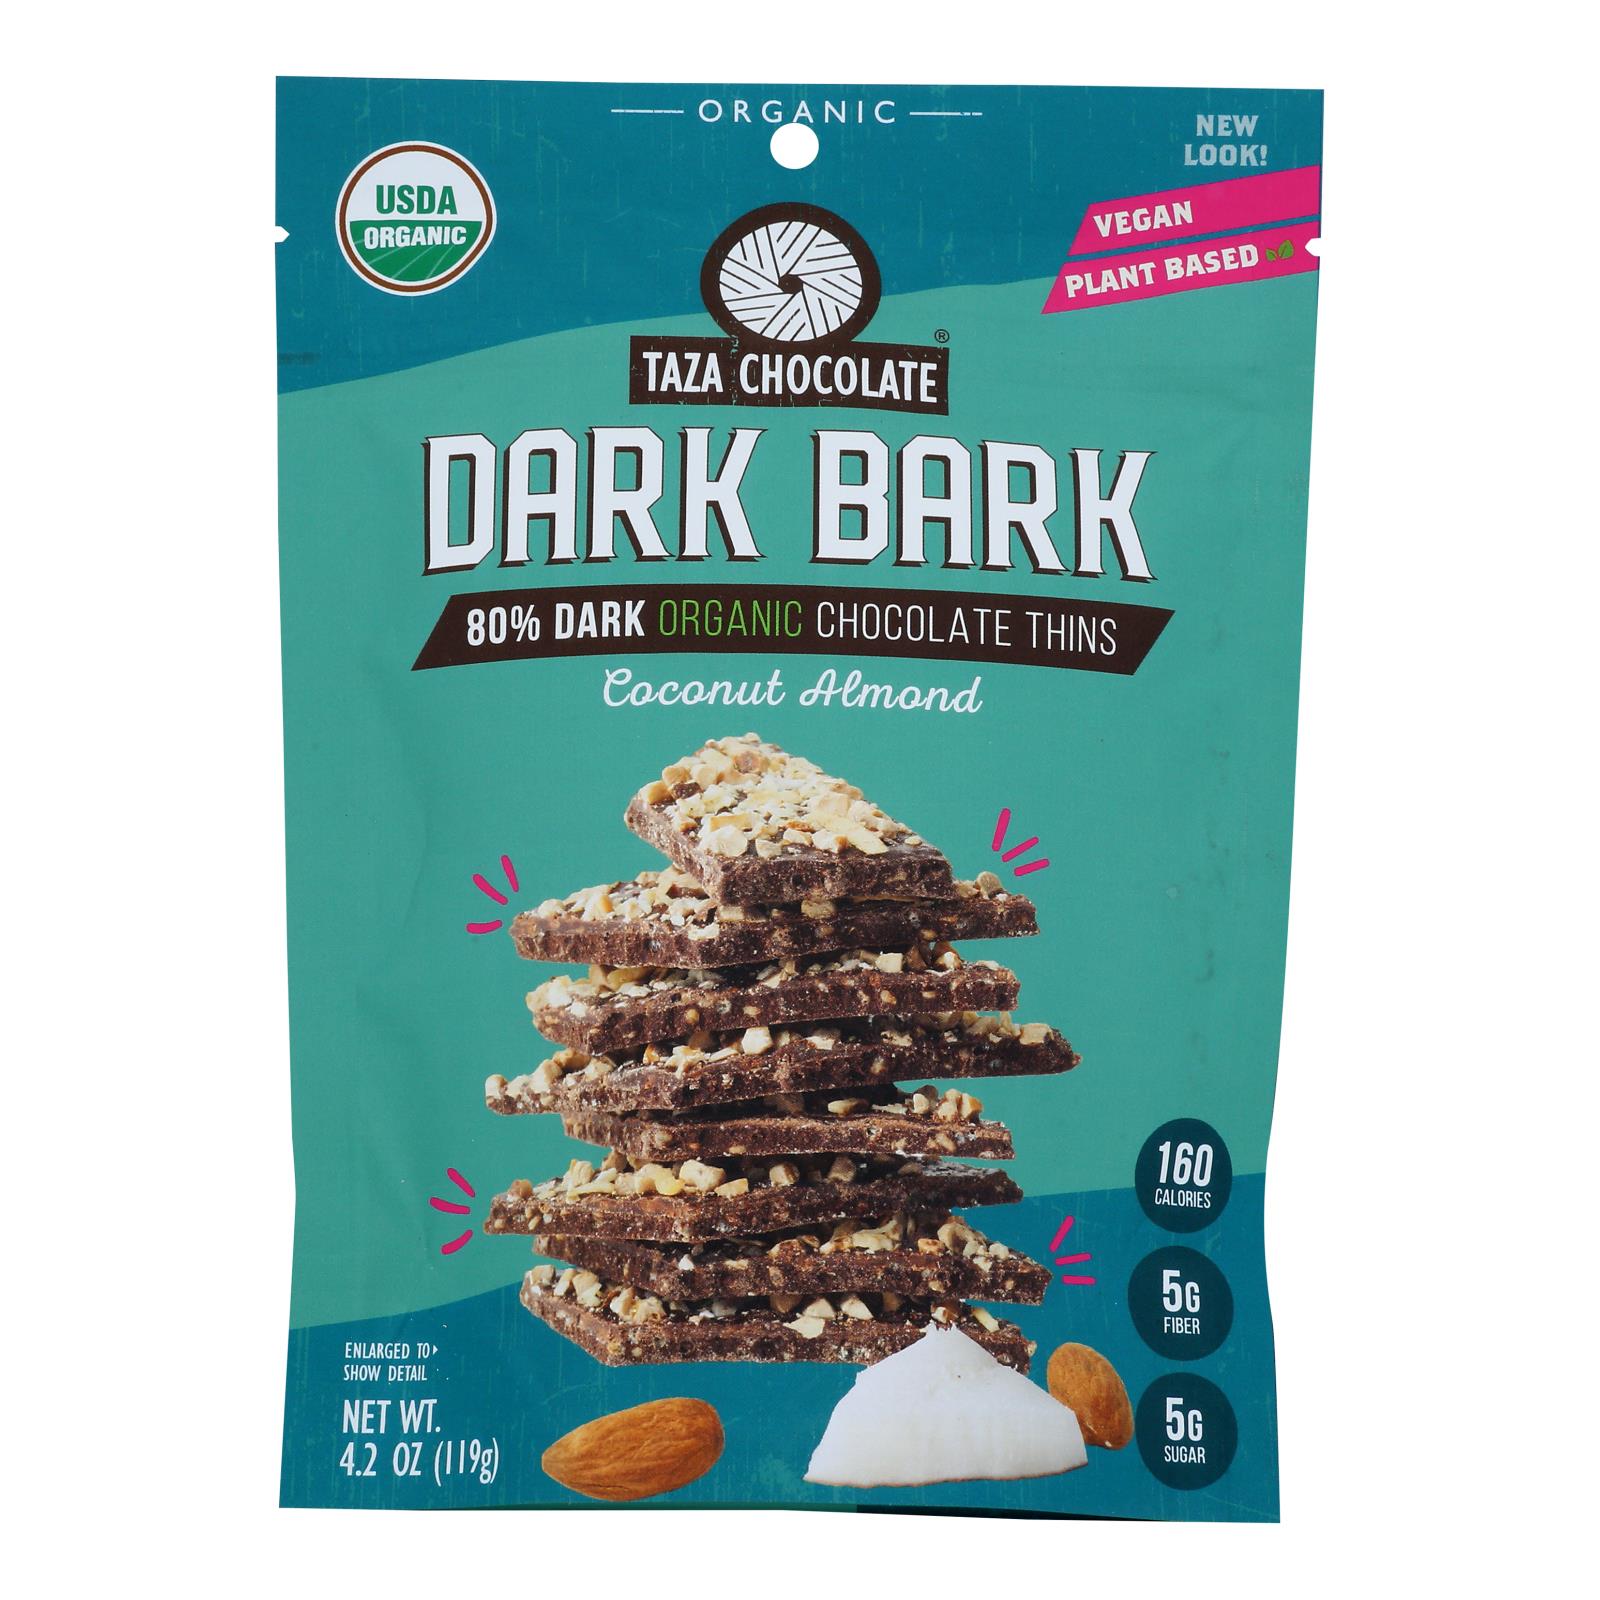 ORGANIC
USDA
ORGANIC
NEW
LOOK!
VEGAN
PLANT BASED
TAZA CHOCOLATE®
DARK BARK
80% DARK ORGANIC CHOCOLATE THINS
Coconut Almond
160
CALORIES
5G
FIBER
5G
SUGAR
ENLARGED TO
SHOW DETAIL
NET WT.
4.2 OZ (119g)